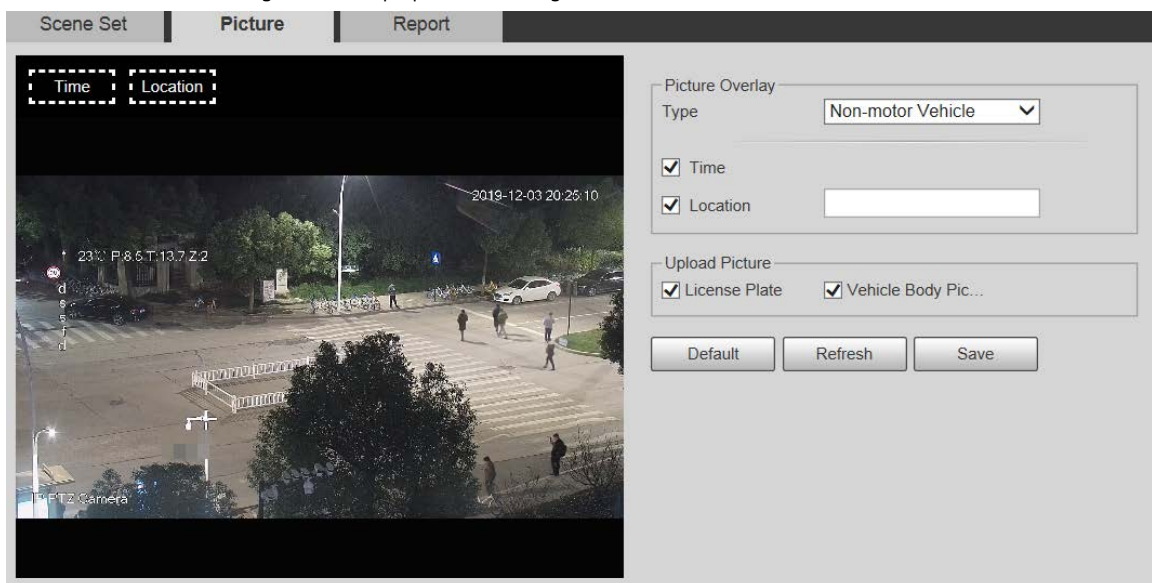 Scene Set Picture Report
Time Location
2019-12-03 20:25:10
23℃ P:8.5 T:13.7 Z:2
d
s
s
f
d
PTZ Camera
Picture Overlay
Type Non-motor Vehicle
Time
Location
Upload Picture
License Plate Vehicle Body Pic...
Default Refresh Save